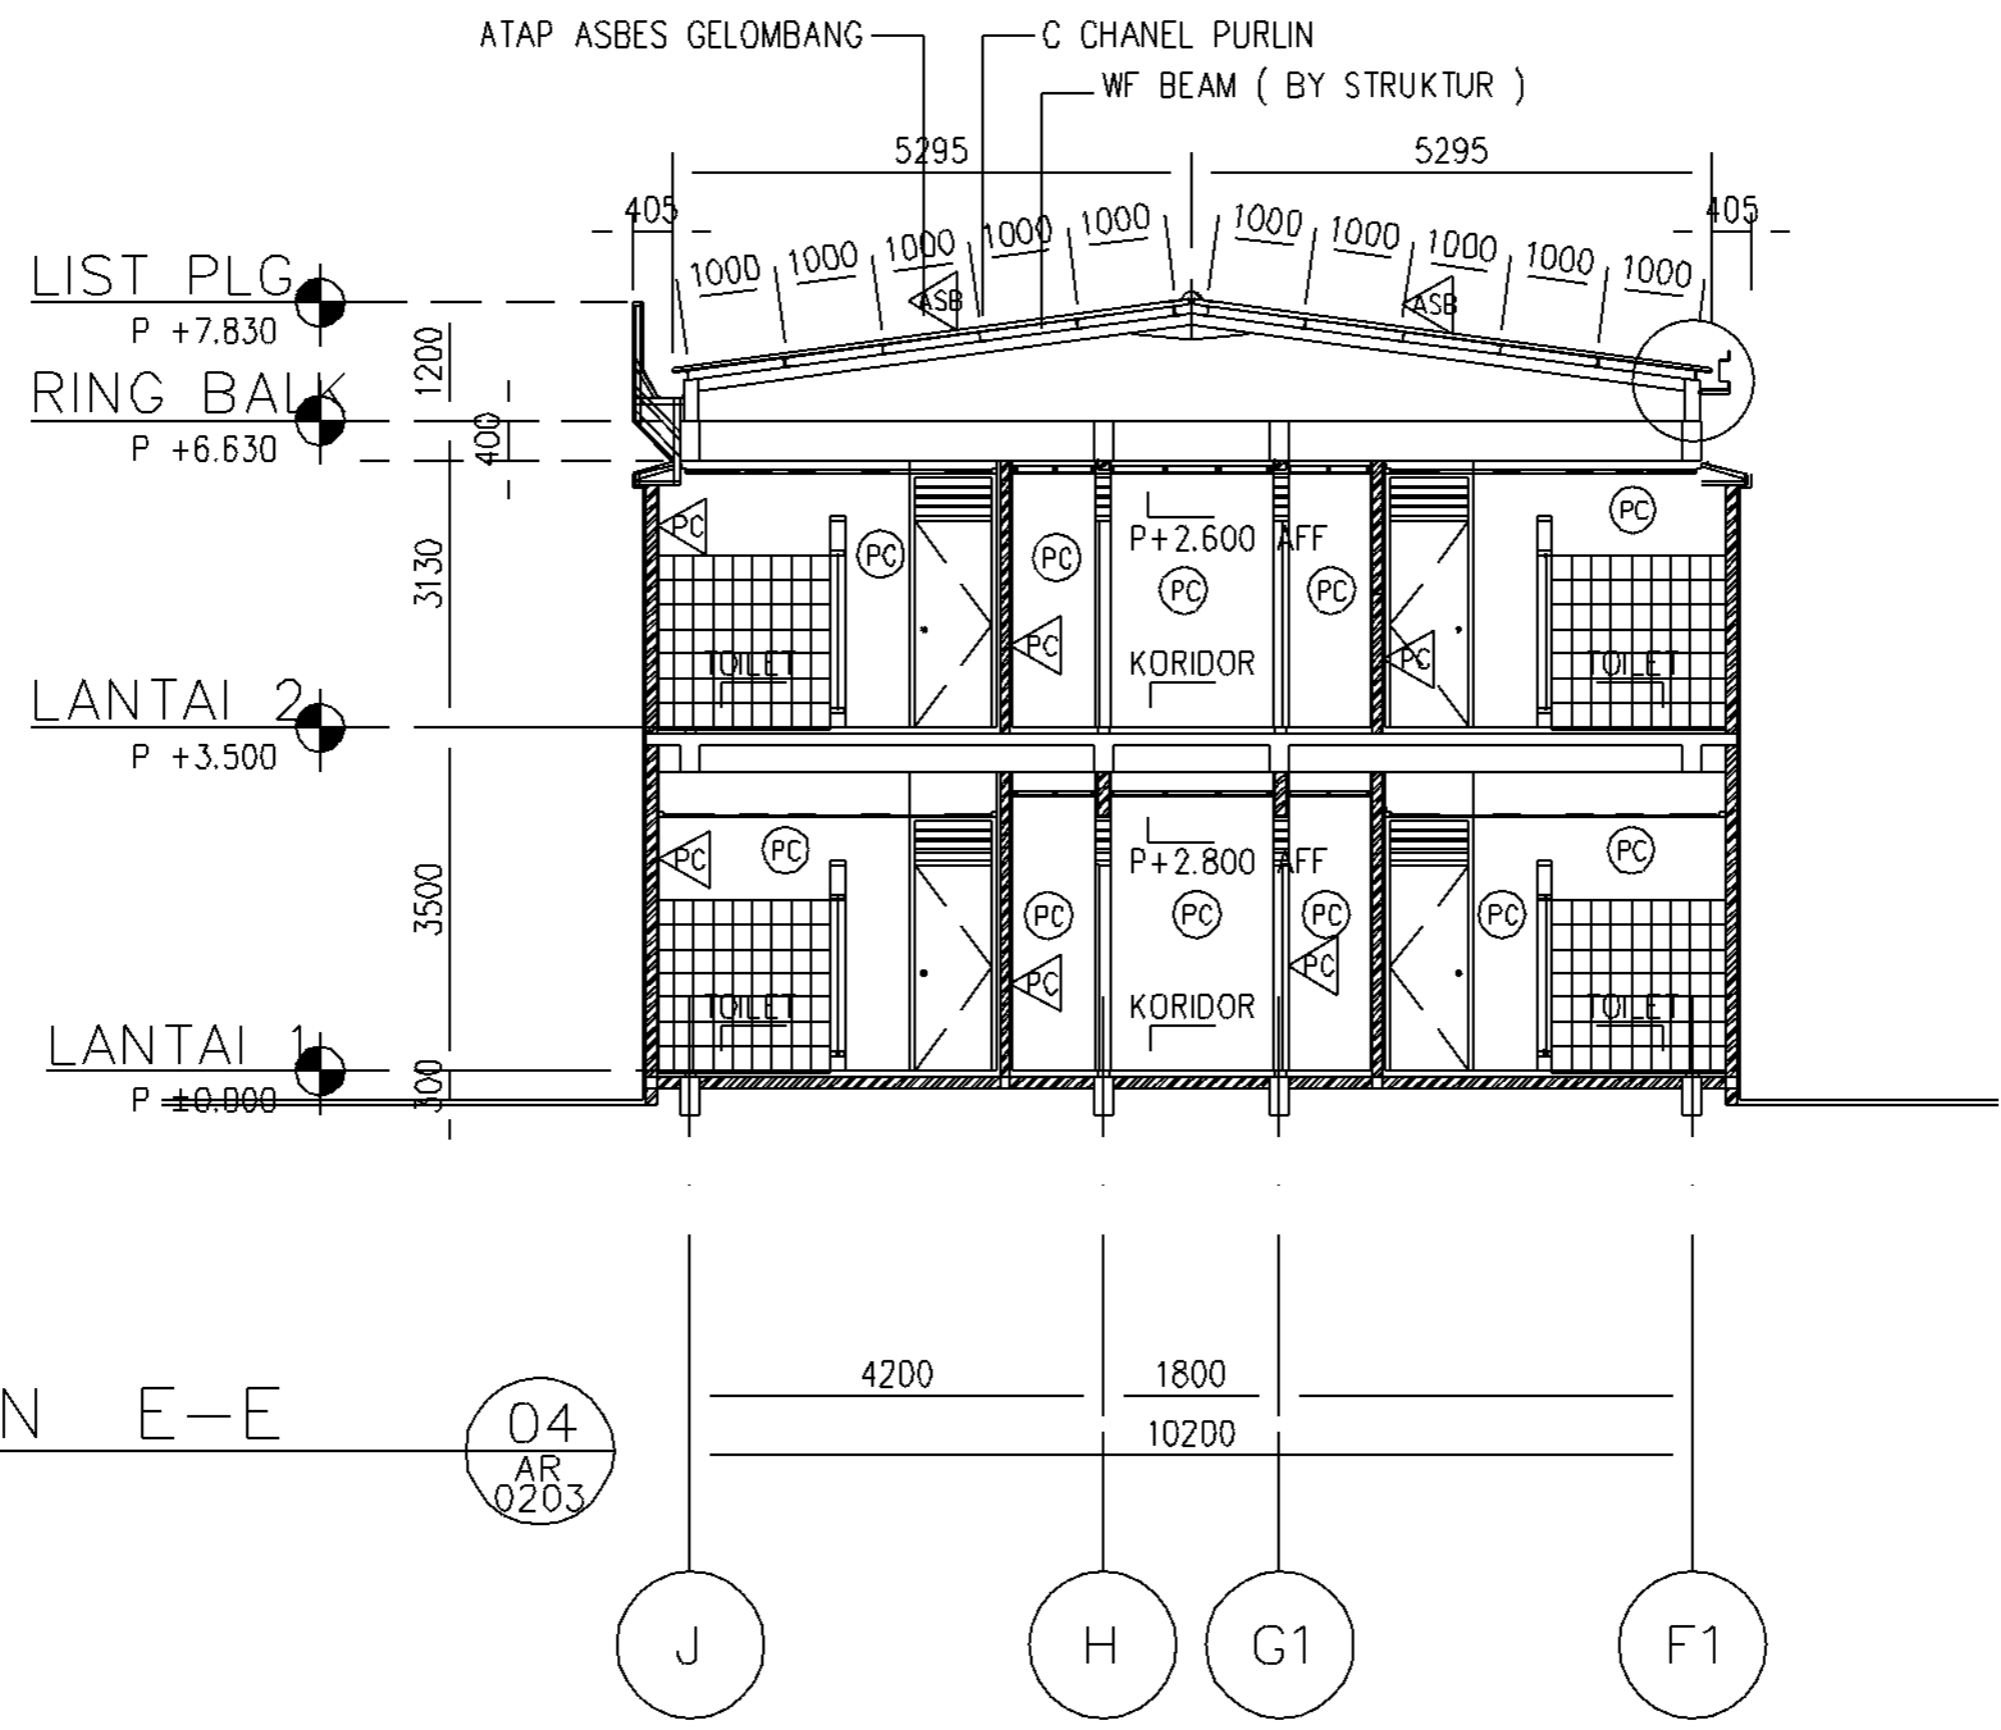 ATAP ASBES GELOMBANG
C CHANEL PURLIN
WF BEAM ( BY STRUKTUR )
5295
5295
405
405
1000
1000
1000
1000
1000
1000
1000
1000
1000
1000
ASB
ASB
LIST PLG
P +7.830
1200
RING BALK
P +6.630
400
PC
PC
PC
P+2.600 AFF
PC
PC
PC
3130
PC
PC
TOILET
KORIDOR
TOILET
LANTAI 2
P +3.500
PC
PC
P+2.800 AFF
PC
3500
PC
PC
PC
PC
PC
PC
TOILET
KORIDOR
TOILET
LANTAI 1
P ±0.000
300
4200
1800
10200
N E-E
04
AR
0203
J
H
G1
F1